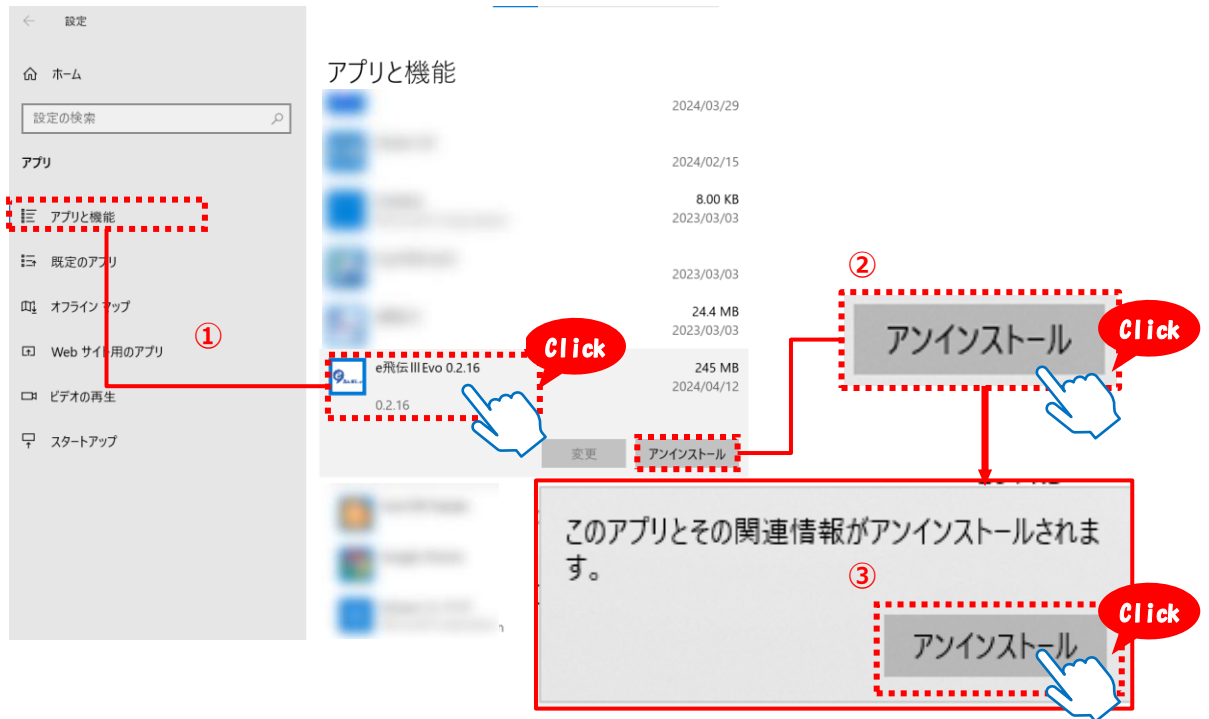 設定
ホーム
設定の検索
アプリ
アプリと機能
既定のアプリ
オフライン マップ
Web サイト用のアプリ
ビデオの再生
スタートアップ
①
アプリと機能
2024/03/29
2024/02/15
8.00 KB
2023/03/03
2023/03/03
24.4 MB
2023/03/03
e飛伝ⅢEvo 0.2.16
245 MB
2024/04/12
0.2.16
Click
変更
アンインストール
②
アンインストール
Click
このアプリとその関連情報がアンインストールされま
す。
③
アンインストール
Click